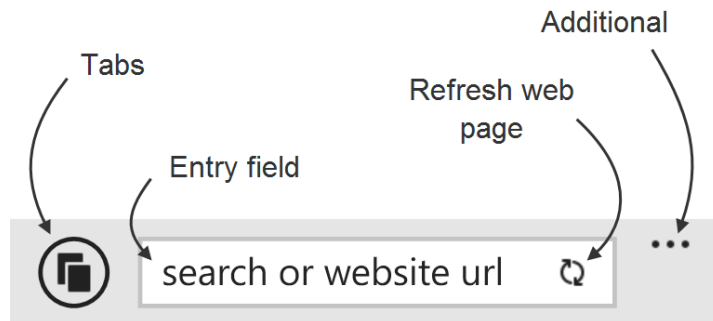 Additional
Tabs
Refresh web
page
Entry field
search or website url